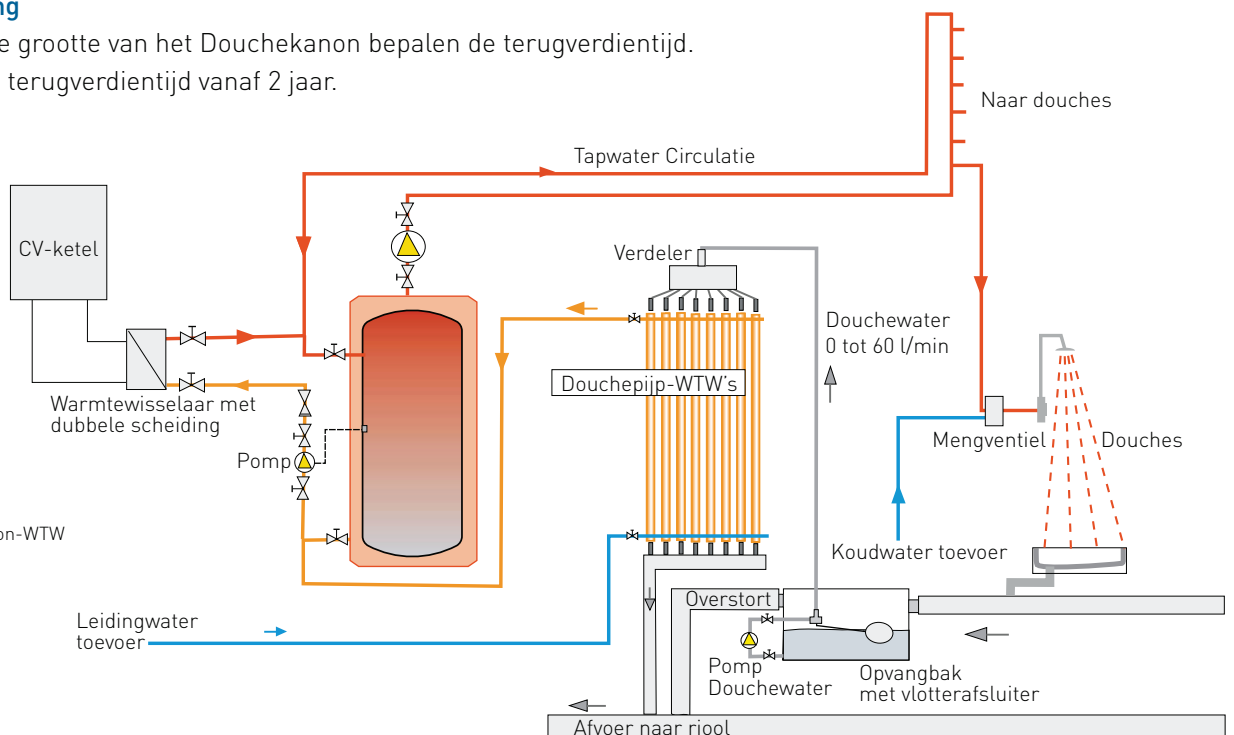 e grootte van het Douchekanon bepalen de terugverdientijd.
terugverdientijd vanaf 2 jaar.
Naar douches
Tapwater Circulatie
CV-ketel
Verdeler
Douchewater
0 tot 60 l/min
Douchepijp-WTW's
Warmtewisselaar met
dubbele scheiding
Mengventiel
Douches
Pomp
on-WTW
Koudwater toevoer
Overstort
Leidingwater
toevoer
Pomp
Douchewater
Opvangbak
met vlotterafsluiter
Afvoer naar riool